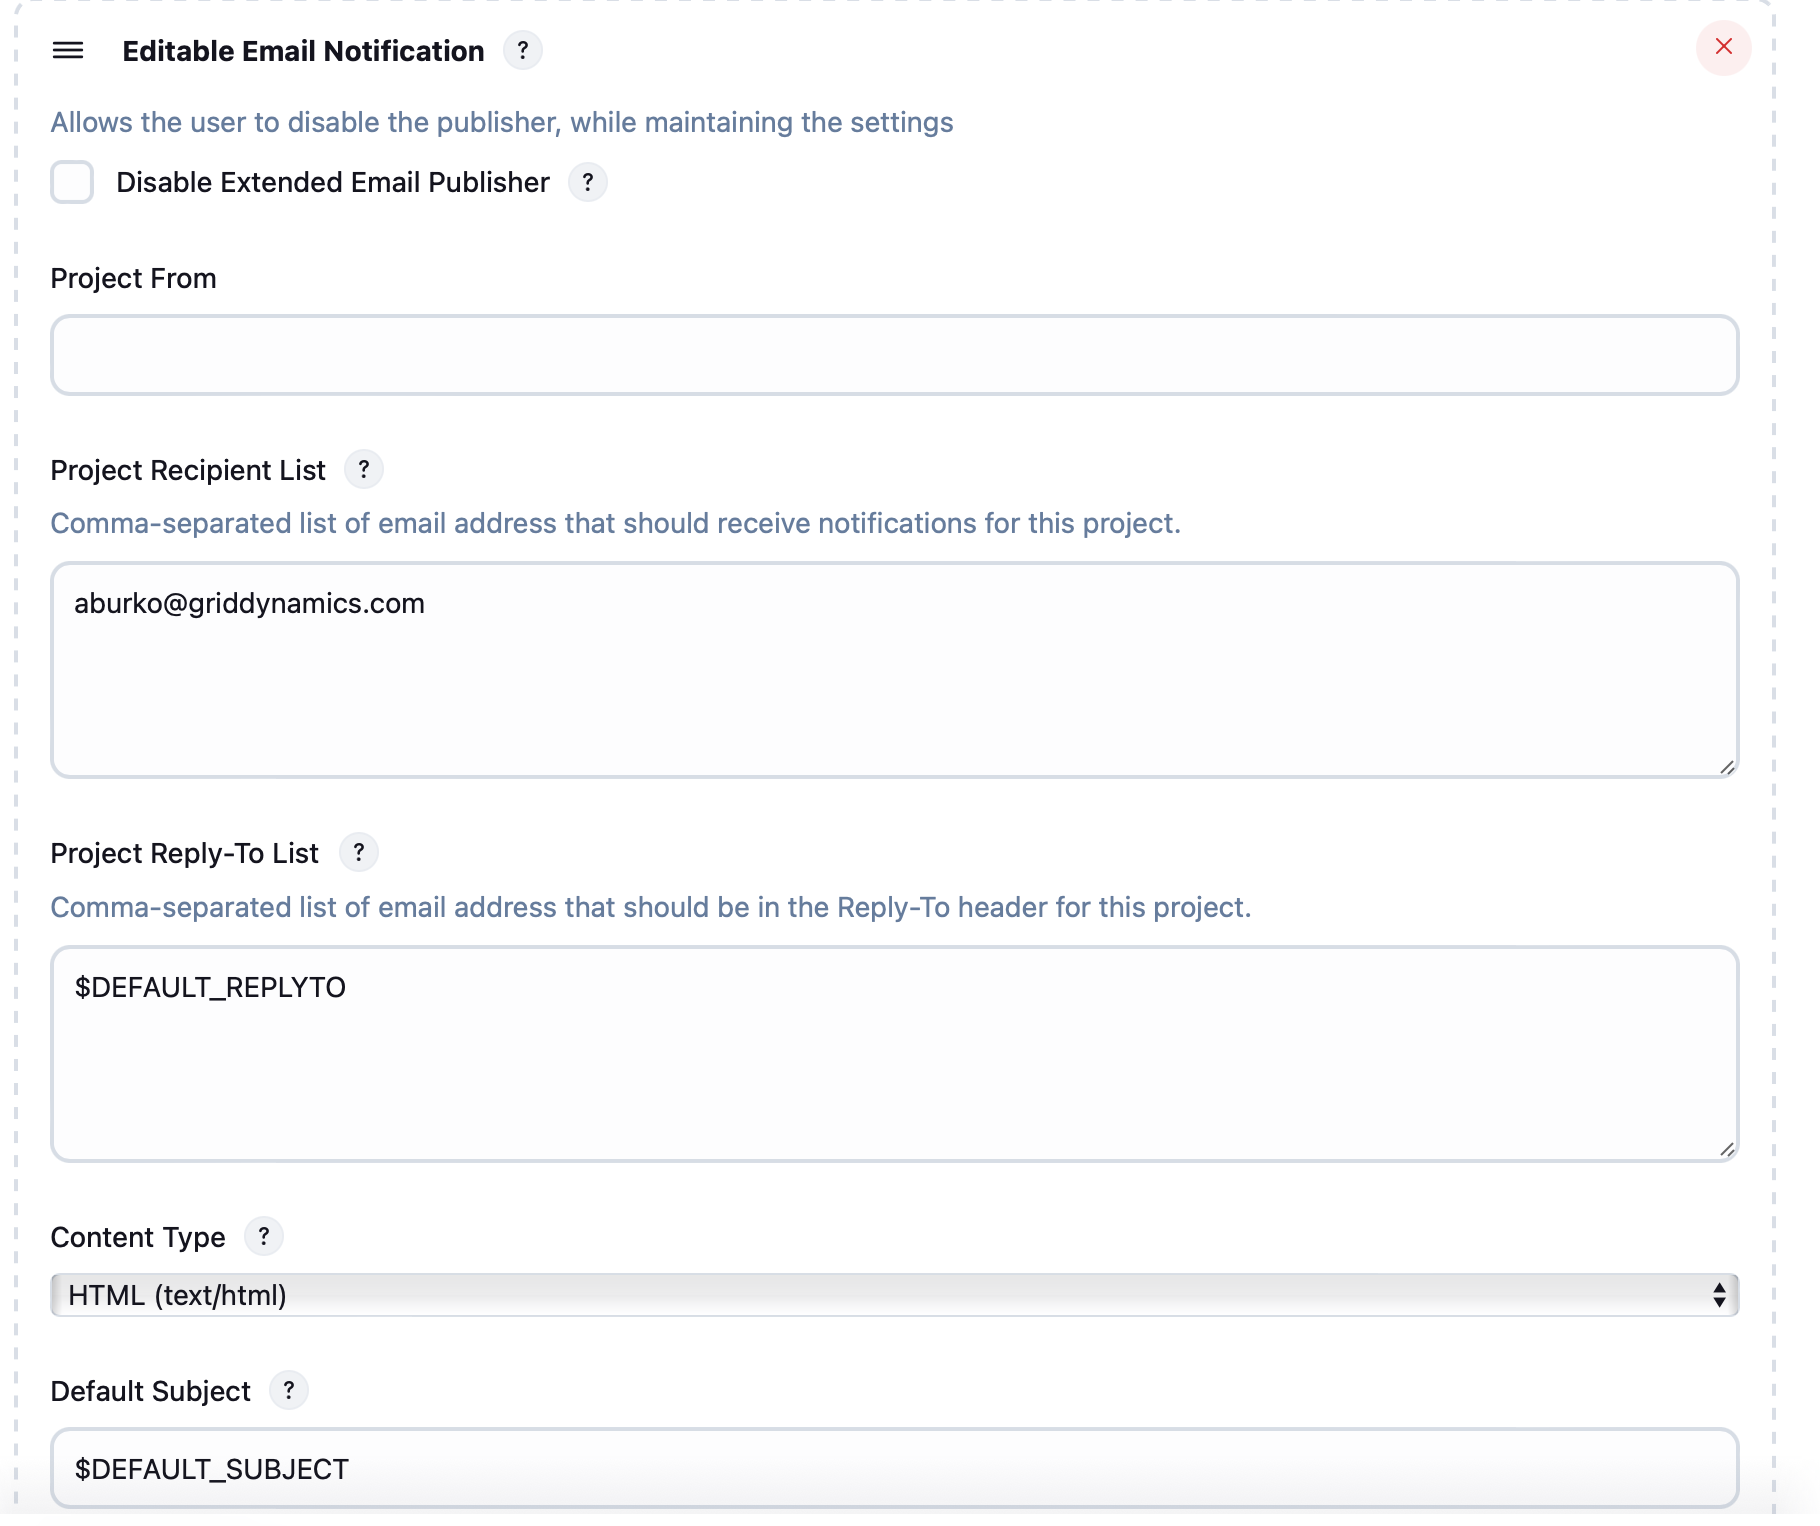 Editable Email Notification ?
Allows the user to disable the publisher, while maintaining the settings
Disable Extended Email Publisher ?
Project From
Project Recipient List ?
Comma-separated list of email address that should receive notifications for this project.
aburko@griddynamics.com
Project Reply-To List ?
Comma-separated list of email address that should be in the Reply-To header for this project.
$DEFAULT_REPLYTO
Content Type ?
HTML (text/html)
Default Subject ?
$DEFAULT_SUBJECT